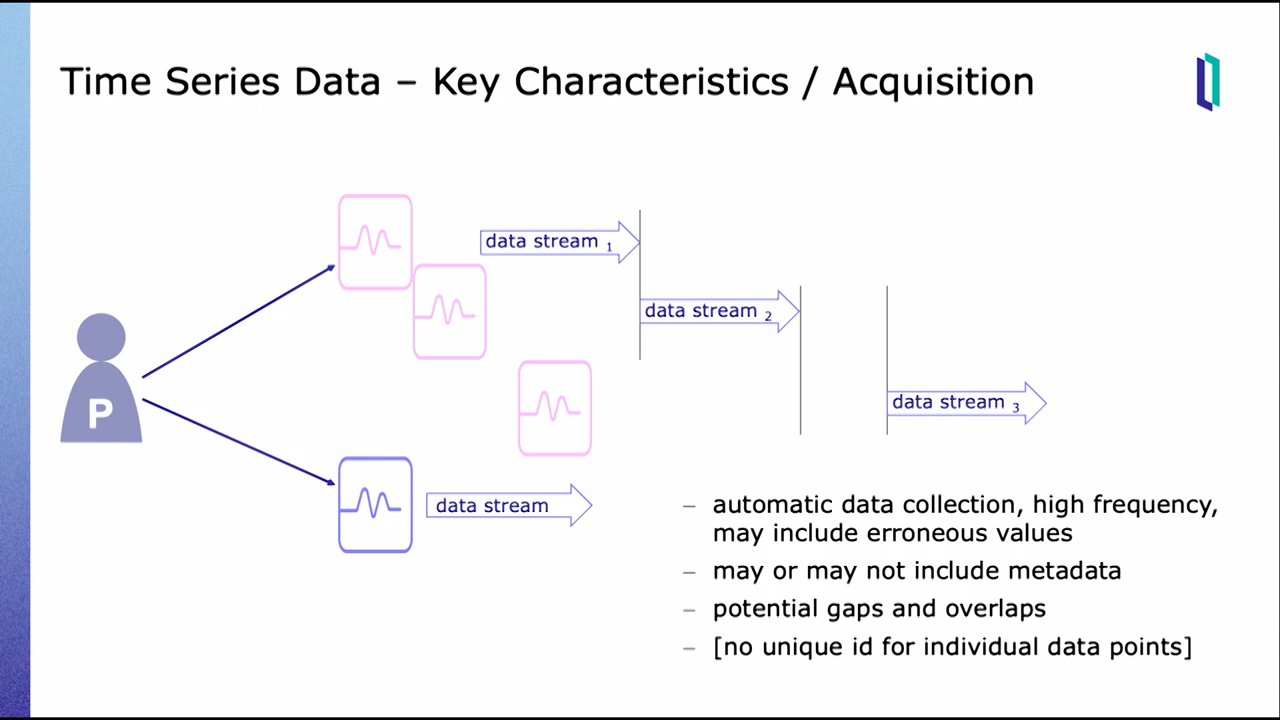 Time Series Data – Key Characteristics / Acquisition
data stream 1
data stream 2
data stream 3
P
data stream
– automatic data collection, high frequency,
may include erroneous values
– may or may not include metadata
– potential gaps and overlaps
– [no unique id for individual data points]